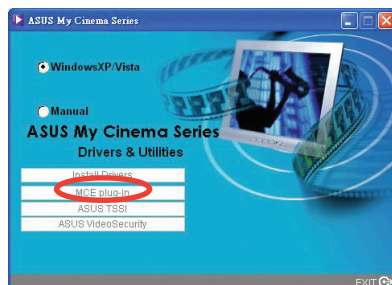 ASUS My Cinema Series
WindowsXP/Vista
Manual
ASUS My Cinema Series
Drivers & Utilities
Install Drivers
MCE plug-in
ASUS TSSI
ASUS VideoSecurity
EXIT